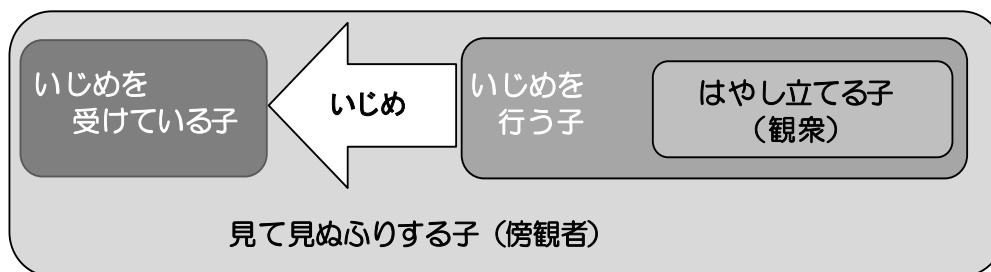 いじめを
受けている子
いじめ
いじめを
行う子
はやし立てる子
（観衆）
見て見ぬふりする子（傍観者）